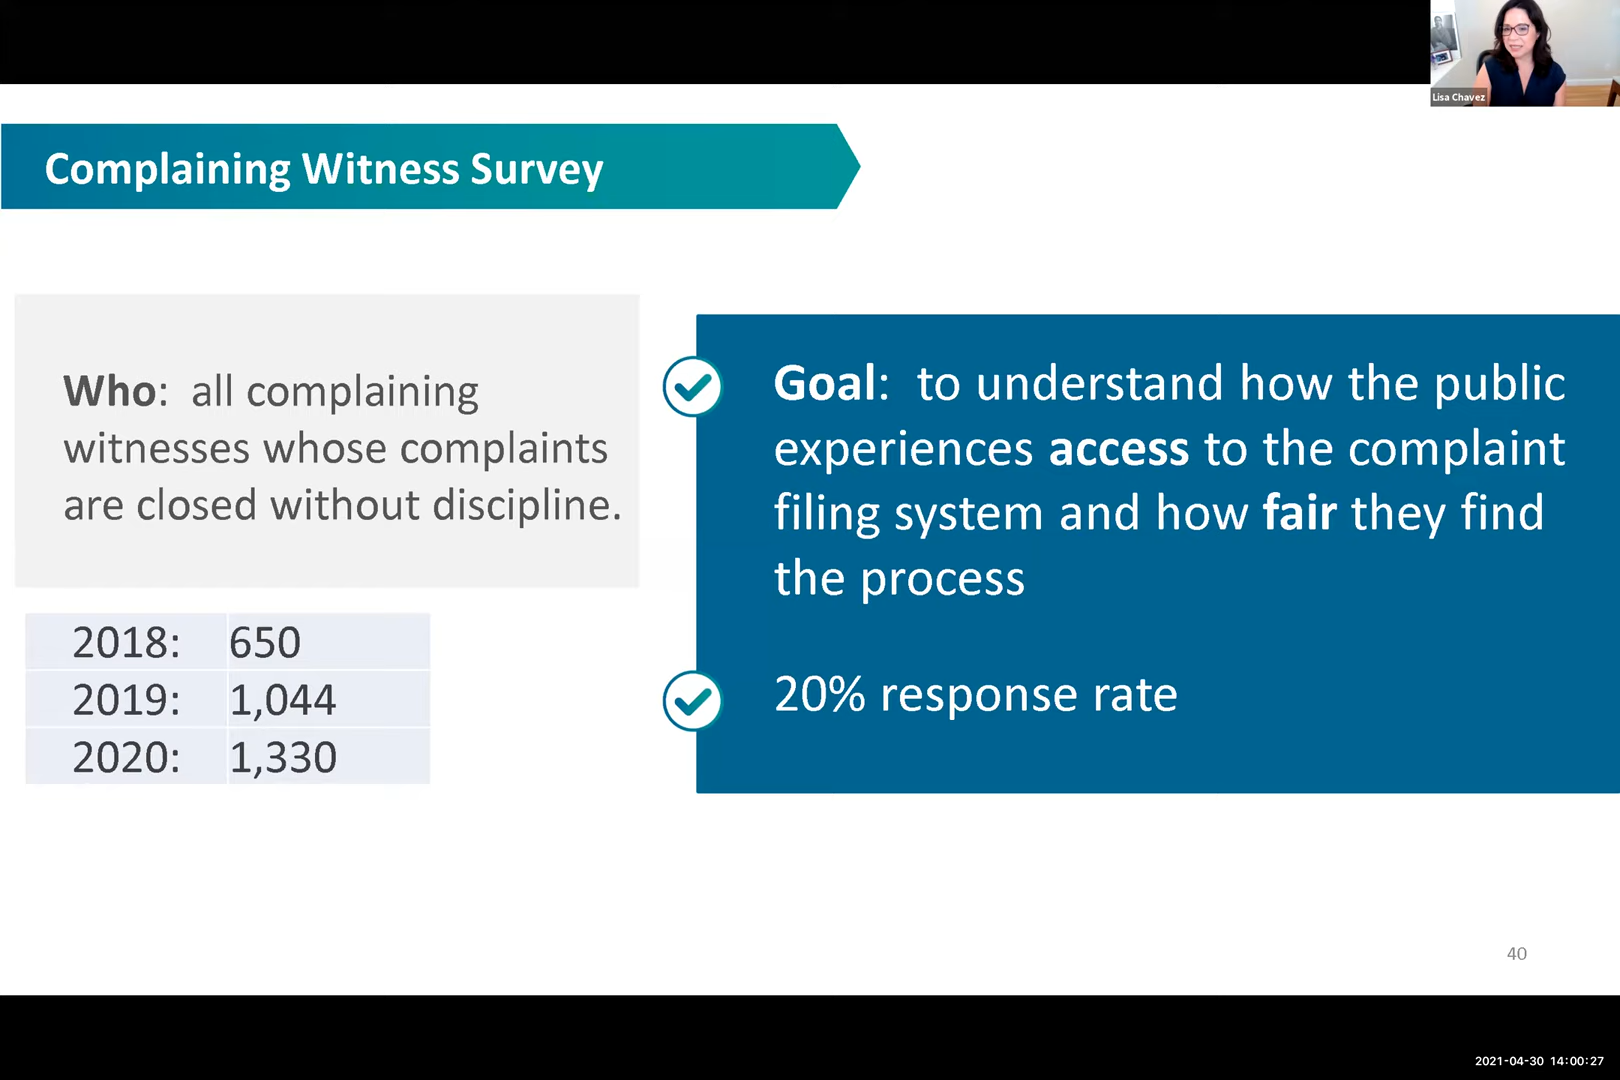 Lisa Chavez
Complaining Witness Survey
Who: all complaining
witnesses whose complaints
are closed without discipline.
2018: 650
2019: 1,044
2020: 1,330
Goal: to understand how the public
experiences access to the complaint
filing system and how fair they find
the process
20% response rate
40
2021-04-30 14:00:27